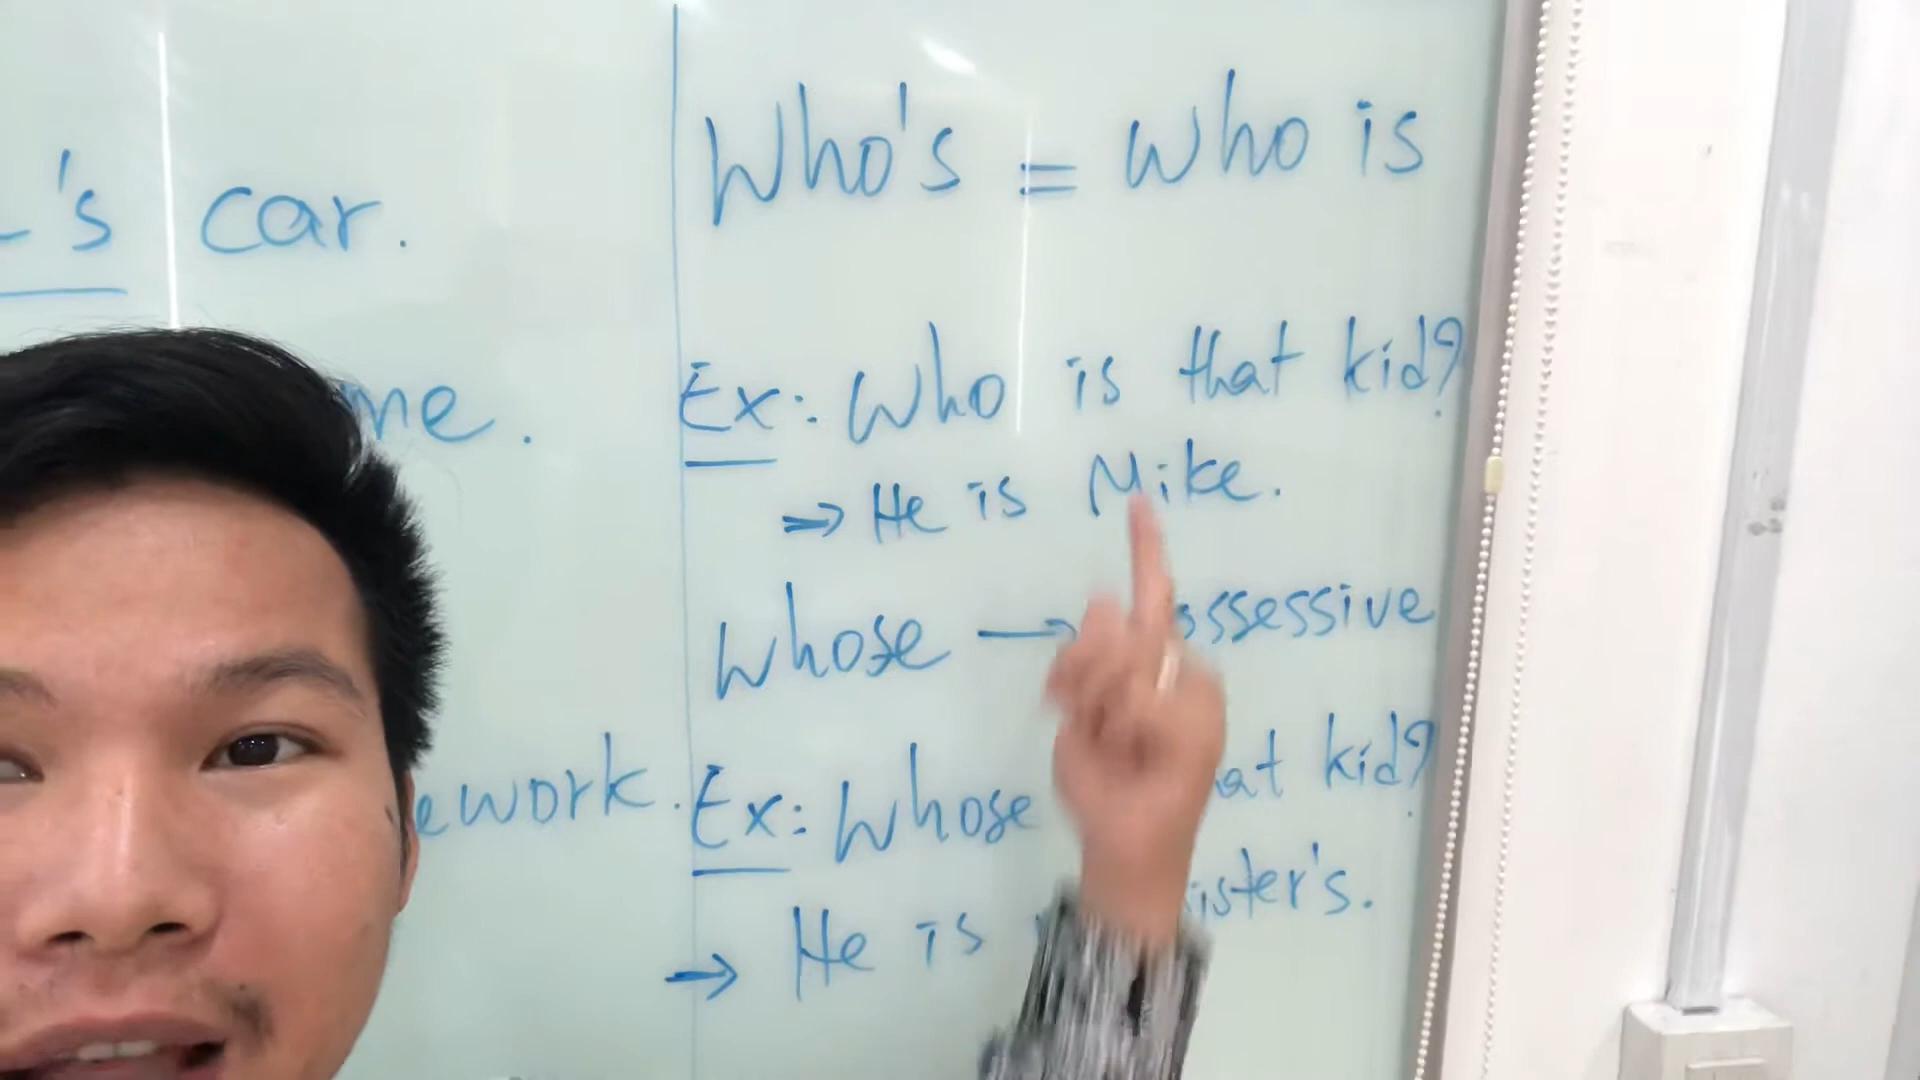 's car.
me.
ework.
Who's = Who is
Ex: Who is that kid?
⇒ He is Mike.
Whose → ossessive
Ex: Whose at kid?
→ He is ister's.